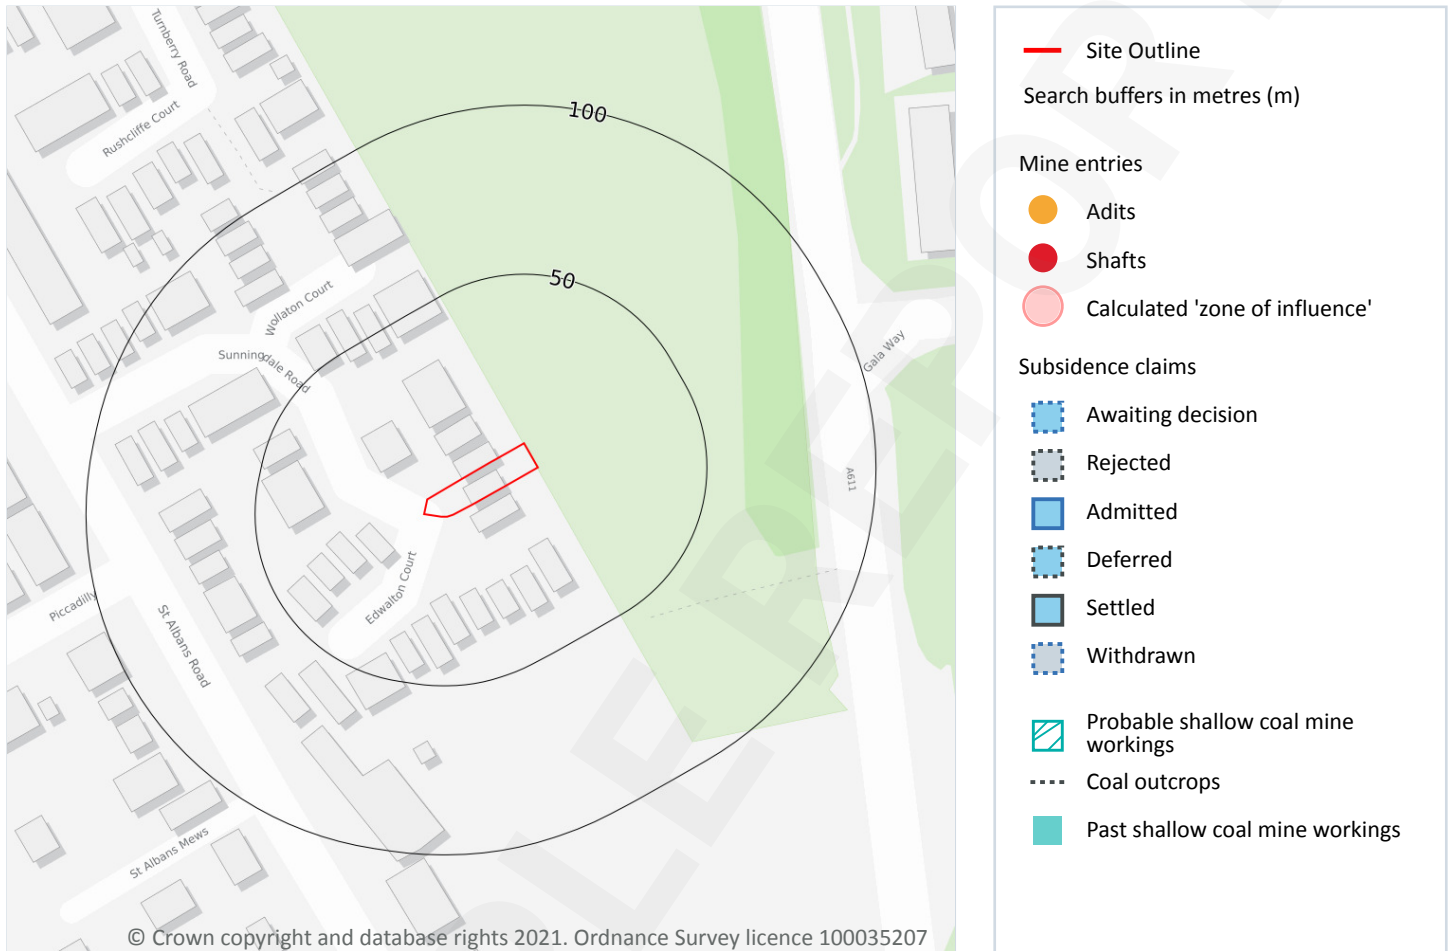 Turnberry Road
Rushcliffe Court
100
50
Wollaton Court
Sunningdale Road
Gala Way
A611
Edwalton Court
Piccadilly
St Albans Road
St Albans Mews
© Crown copyright and database rights 2021. Ordnance Survey licence 100035207
Site Outline
Search buffers in metres (m)
Mine entries
Adits
Shafts
Calculated 'zone of influence'
Subsidence claims
Awaiting decision
Rejected
Admitted
Deferred
Settled
Withdrawn
Probable shallow coal mine
workings
Coal outcrops
Past shallow coal mine workings